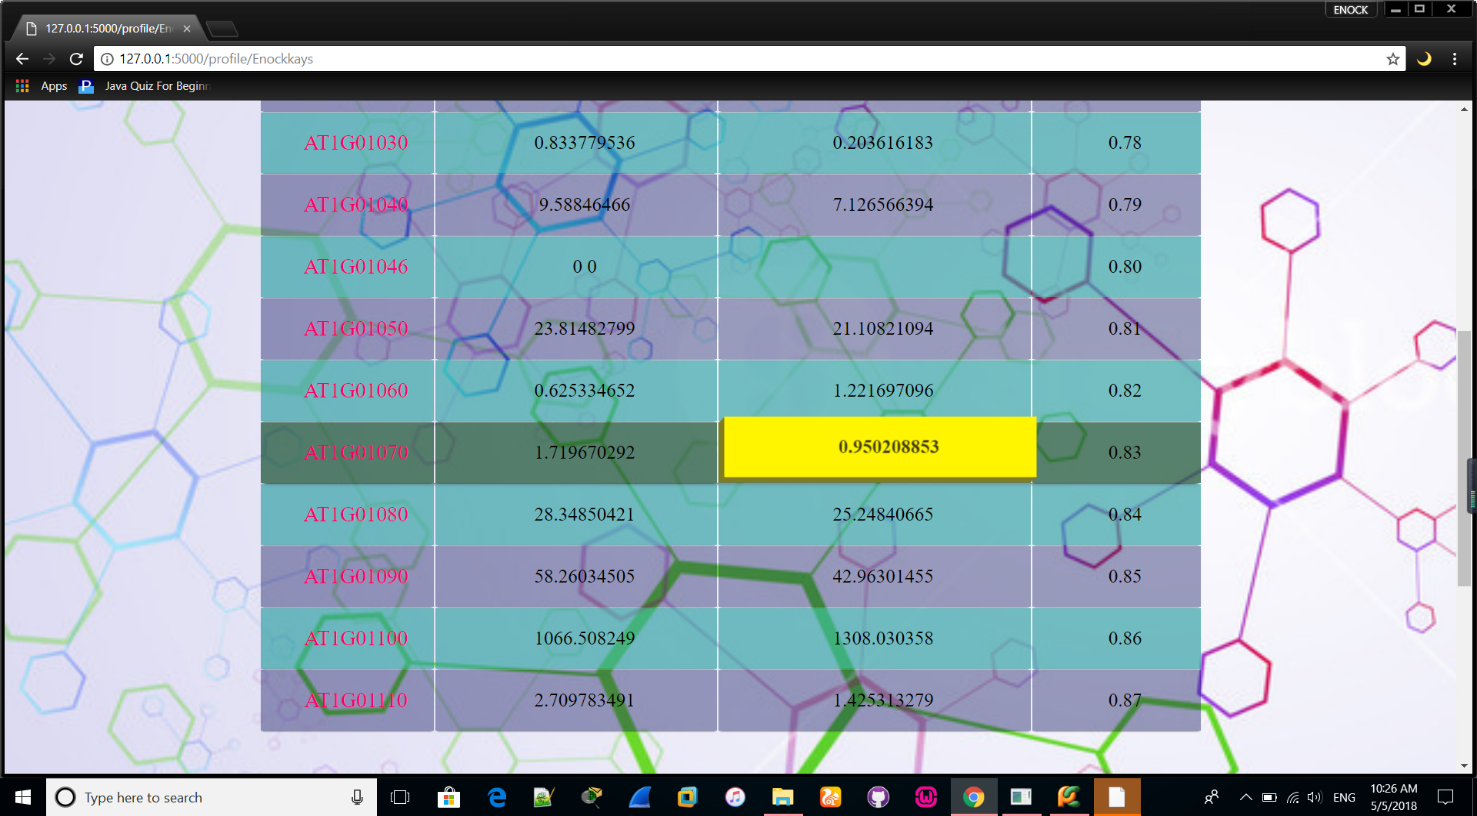 ENOCK
127.0.0.1:5000/profile/En
127.0.0.1:5000/profile/Enockkays
Apps
Java Quiz For Beginn
AT1G01030 0.833779536 0.203616183 0.78
AT1G01040 9.58846466 7.126566394 0.79
AT1G01046 0 0 0.80
AT1G01050 23.81482799 21.10821094 0.81
AT1G01060 0.625334652 1.221697096 0.82
AT1G01070 1.719670292 0.950208853 0.83
AT1G01080 28.34850421 25.24840665 0.84
AT1G01090 58.26034505 42.96301455 0.85
AT1G01100 1066.508249 1308.030358 0.86
AT1G01110 2.709783491 1.425313279 0.87
Type here to search
ENG
10:26 AM
5/5/2018